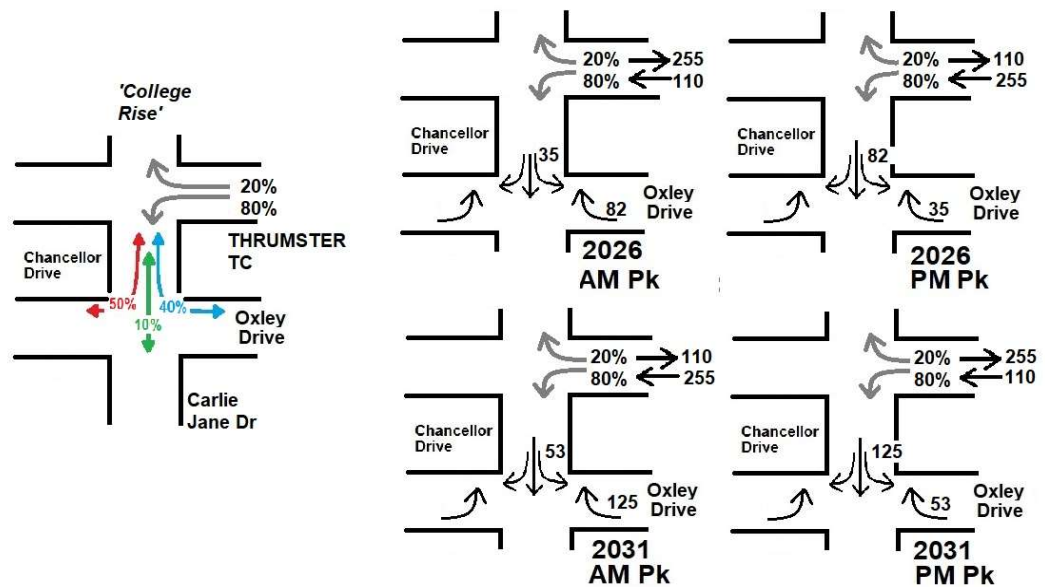 'College
Rise'
20%
80%
Chancellor
Drive
THRUMSTER
TC
50%
40%
10%
Oxley
Drive
Carlie
Jane Dr
20% 255
80% 110
Chancellor
Drive
35
82
Oxley
Drive
2026
AM Pk
20% 110
80% 255
Chancellor
Drive
82
35
Oxley
Drive
2026
PM Pk
20% 110
80% 255
Chancellor
Drive
53
125
Oxley
Drive
2031
AM Pk
20% 255
80% 110
Chancellor
Drive
125
53
Oxley
Drive
2031
PM Pk